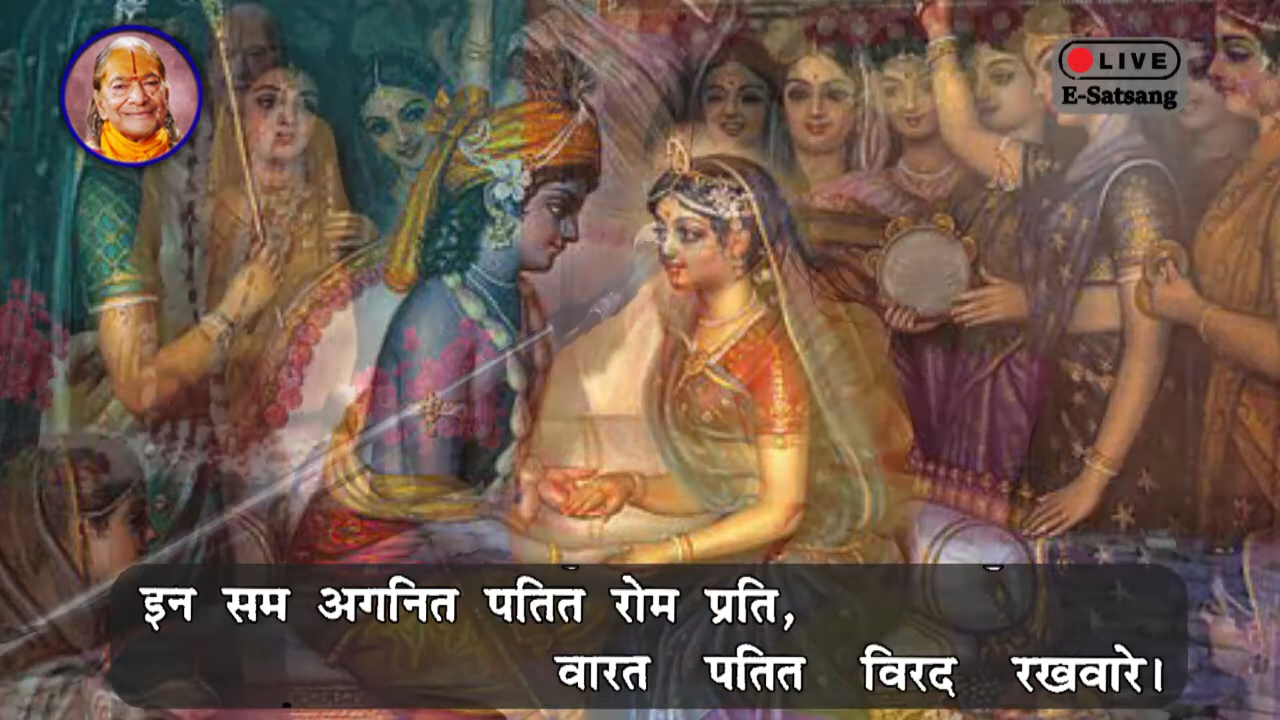 LIVE
E-Satsang
इन सम अगनित पतित रोम प्रति,
वारत पतित विरद रखवारे।